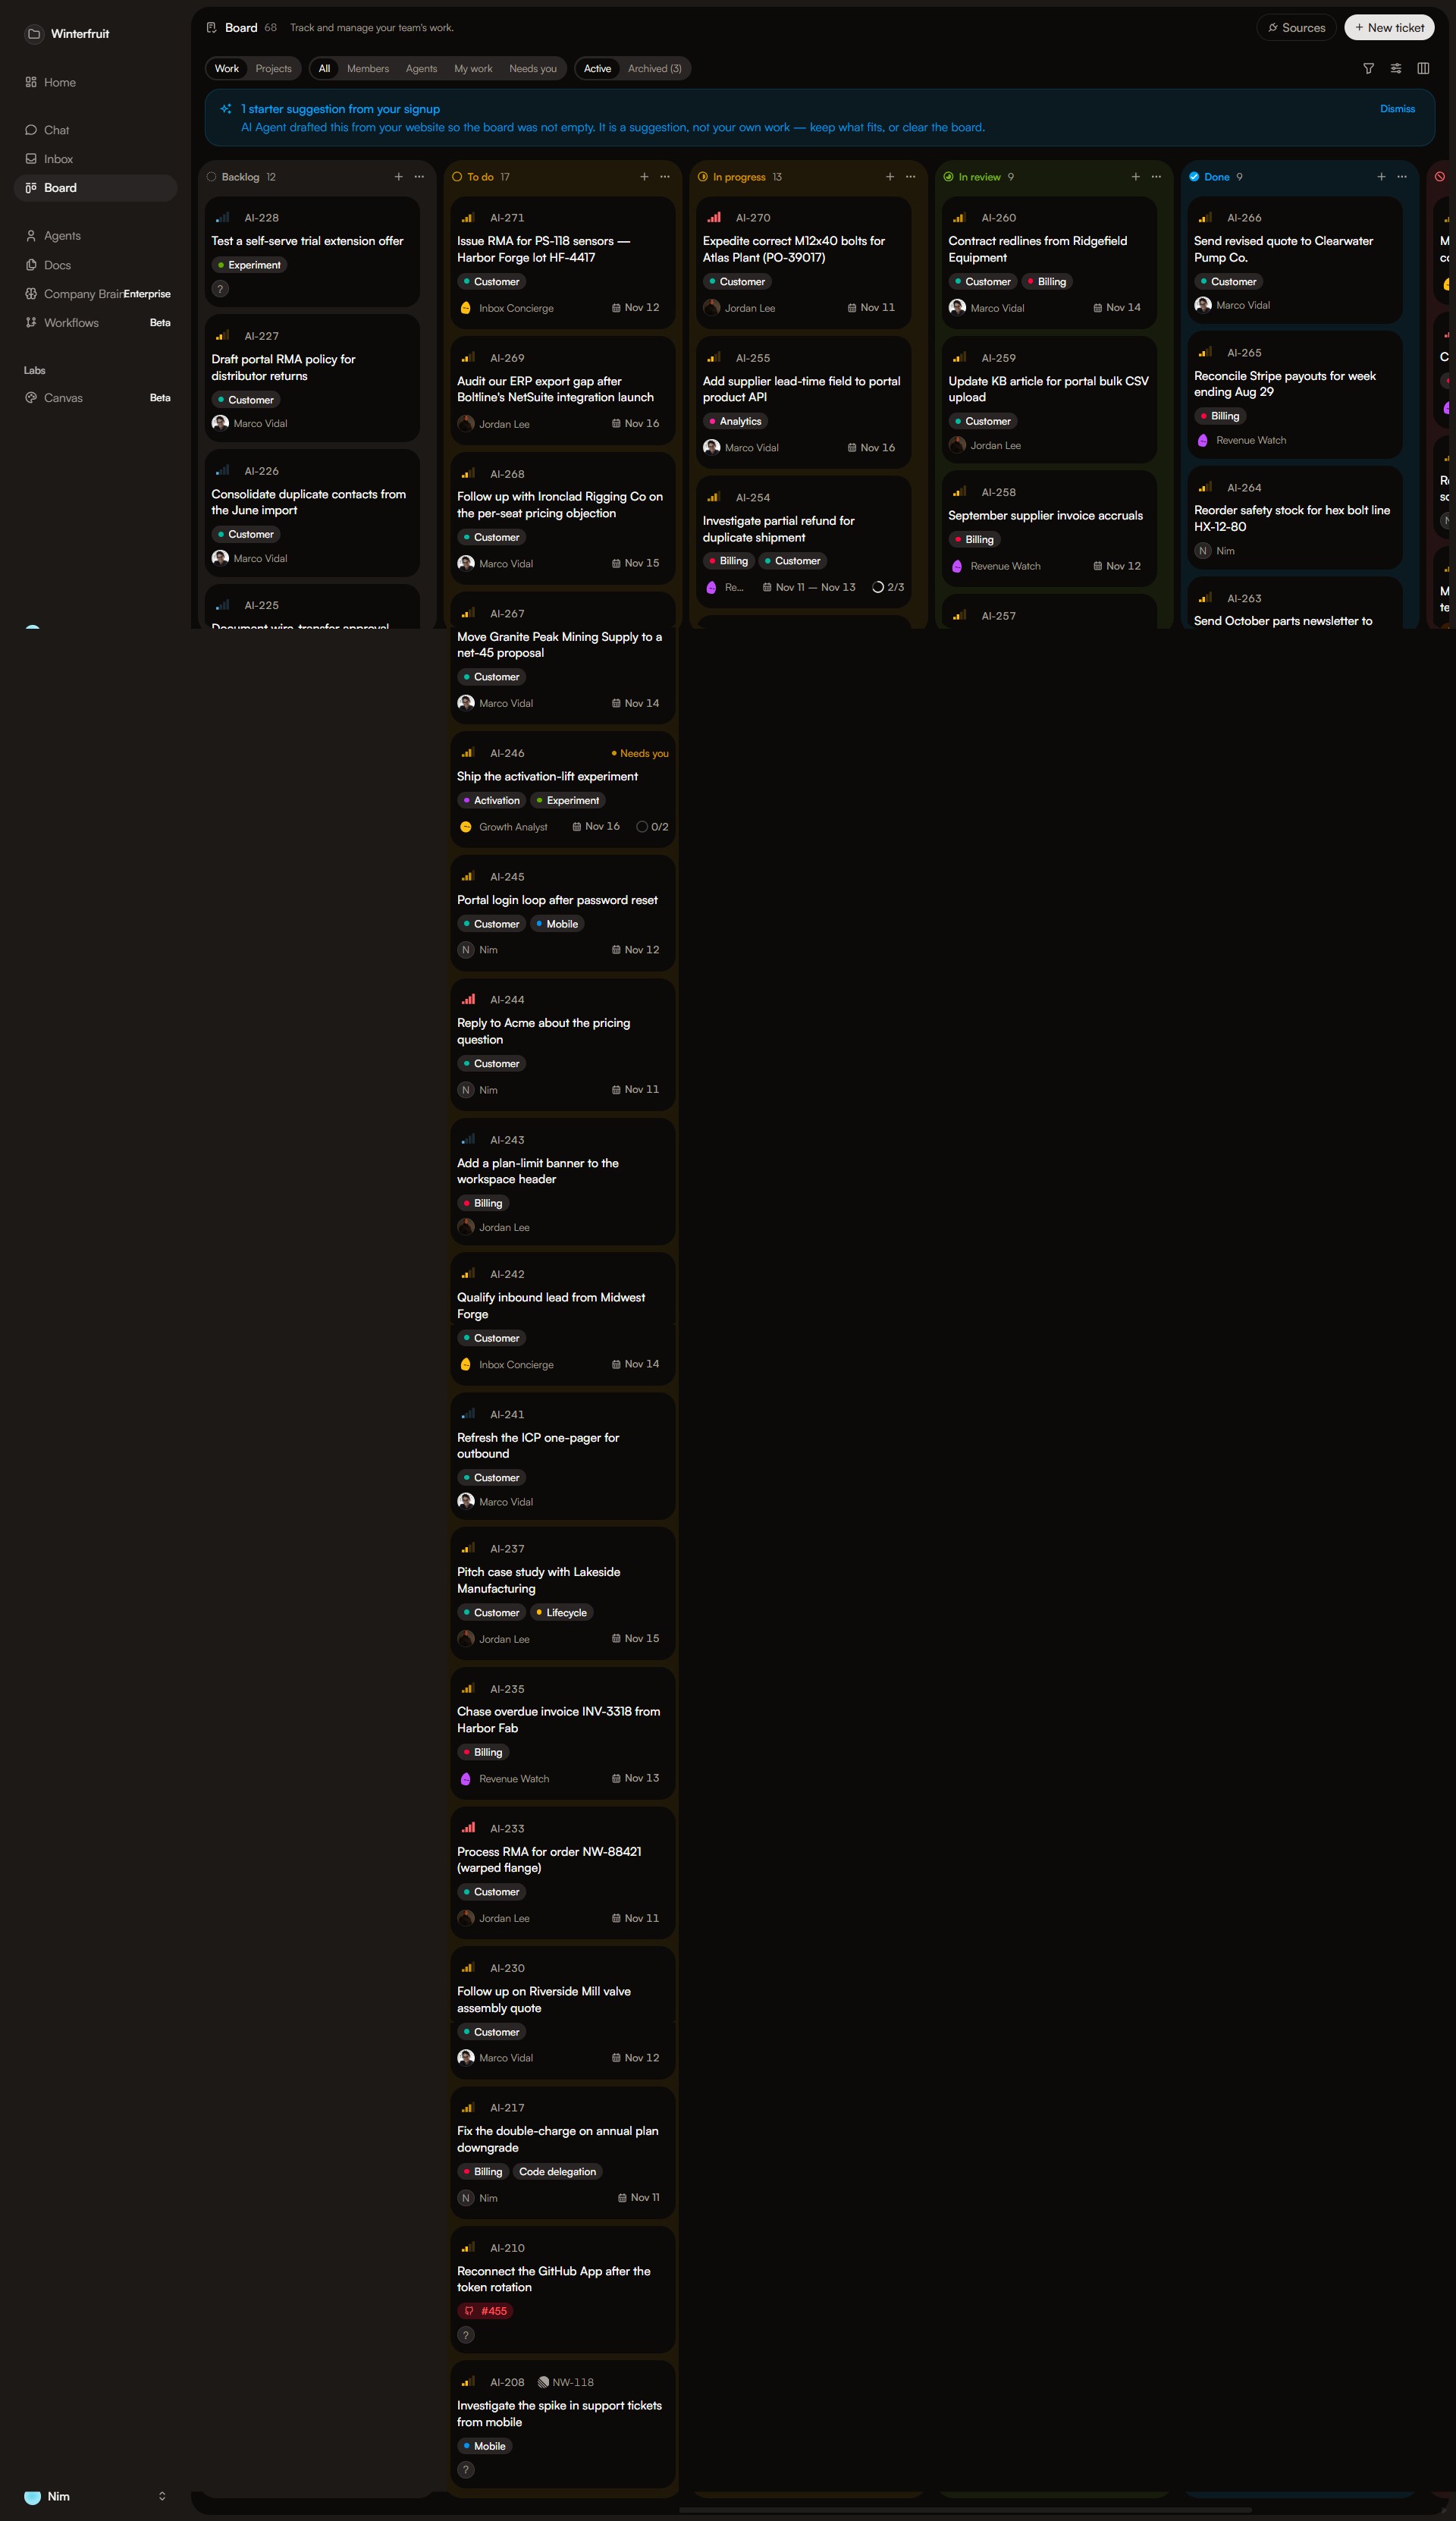 Winterfruit
Home
Chat
Inbox
Board
Agents
Docs
Company Brain Enterprise
Workflows Beta
Labs
Canvas Beta
Board 68 Track and manage your team's work.
Sources
+ New ticket
Work Projects
All Members Agents My work Needs you
Active Archived (3)
1 starter suggestion from your signup
Dismiss
AI Agent drafted this from your website so the board was not empty. It is a suggestion, not your own work — keep what fits, or clear the board.
Backlog 12
AI-228
Test a self-serve trial extension offer
Experiment
?
AI-227
Draft portal RMA policy for
distributor returns
Customer
Marco Vidal
AI-226
Consolidate duplicate contacts from
the June import
Customer
Marco Vidal
AI-225
Document wire-transfer approval
To do 17
AI-271
Issue RMA for PS-118 sensors —
Harbor Forge lot HF-4417
Customer
Inbox Concierge Nov 12
AI-269
Audit our ERP export gap after
Boltline's NetSuite integration launch
Jordan Lee Nov 16
AI-268
Follow up with Ironclad Rigging Co on
the per-seat pricing objection
Customer
Marco Vidal Nov 15
AI-267
Move Granite Peak Mining Supply to a
net-45 proposal
Customer
Marco Vidal Nov 14
AI-246 Needs you
Ship the activation-lift experiment
Activation Experiment
Growth Analyst Nov 16 0/2
AI-245
Portal login loop after password reset
Customer Mobile
N Nim Nov 12
AI-244
Reply to Acme about the pricing
question
Customer
N Nim Nov 11
AI-243
Add a plan-limit banner to the
workspace header
Billing
Jordan Lee
AI-242
Qualify inbound lead from Midwest
Forge
Customer
Inbox Concierge Nov 14
AI-241
Refresh the ICP one-pager for
outbound
Customer
Marco Vidal
AI-237
Pitch case study with Lakeside
Manufacturing
Customer Lifecycle
Jordan Lee Nov 15
AI-235
Chase overdue invoice INV-3318 from
Harbor Fab
Billing
Revenue Watch Nov 13
AI-233
Process RMA for order NW-88421
(warped flange)
Customer
Jordan Lee Nov 11
AI-230
Follow up on Riverside Mill valve
assembly quote
Customer
Marco Vidal Nov 12
AI-217
Fix the double-charge on annual plan
downgrade
Billing Code delegation
N Nim Nov 11
AI-210
Reconnect the GitHub App after the
token rotation
#455
?
AI-208 NW-118
Investigate the spike in support tickets
from mobile
Mobile
?
In progress 13
AI-270
Expedite correct M12x40 bolts for
Atlas Plant (PO-39017)
Customer
Jordan Lee Nov 11
AI-255
Add supplier lead-time field to portal
product API
Analytics
Marco Vidal Nov 16
AI-254
Investigate partial refund for
duplicate shipment
Billing Customer
Re... Nov 11 — Nov 13 2/3
In review 9
AI-260
Contract redlines from Ridgefield
Equipment
Customer Billing
Marco Vidal Nov 14
AI-259
Update KB article for portal bulk CSV
upload
Customer
Jordan Lee
AI-258
September supplier invoice accruals
Billing
Revenue Watch Nov 12
AI-257
Done 9
AI-266
Send revised quote to Clearwater
Pump Co.
Customer
Marco Vidal
AI-265
Reconcile Stripe payouts for week
ending Aug 29
Billing
Revenue Watch
AI-264
Reorder safety stock for hex bolt line
HX-12-80
N Nim
AI-263
Send October parts newsletter to
Nim